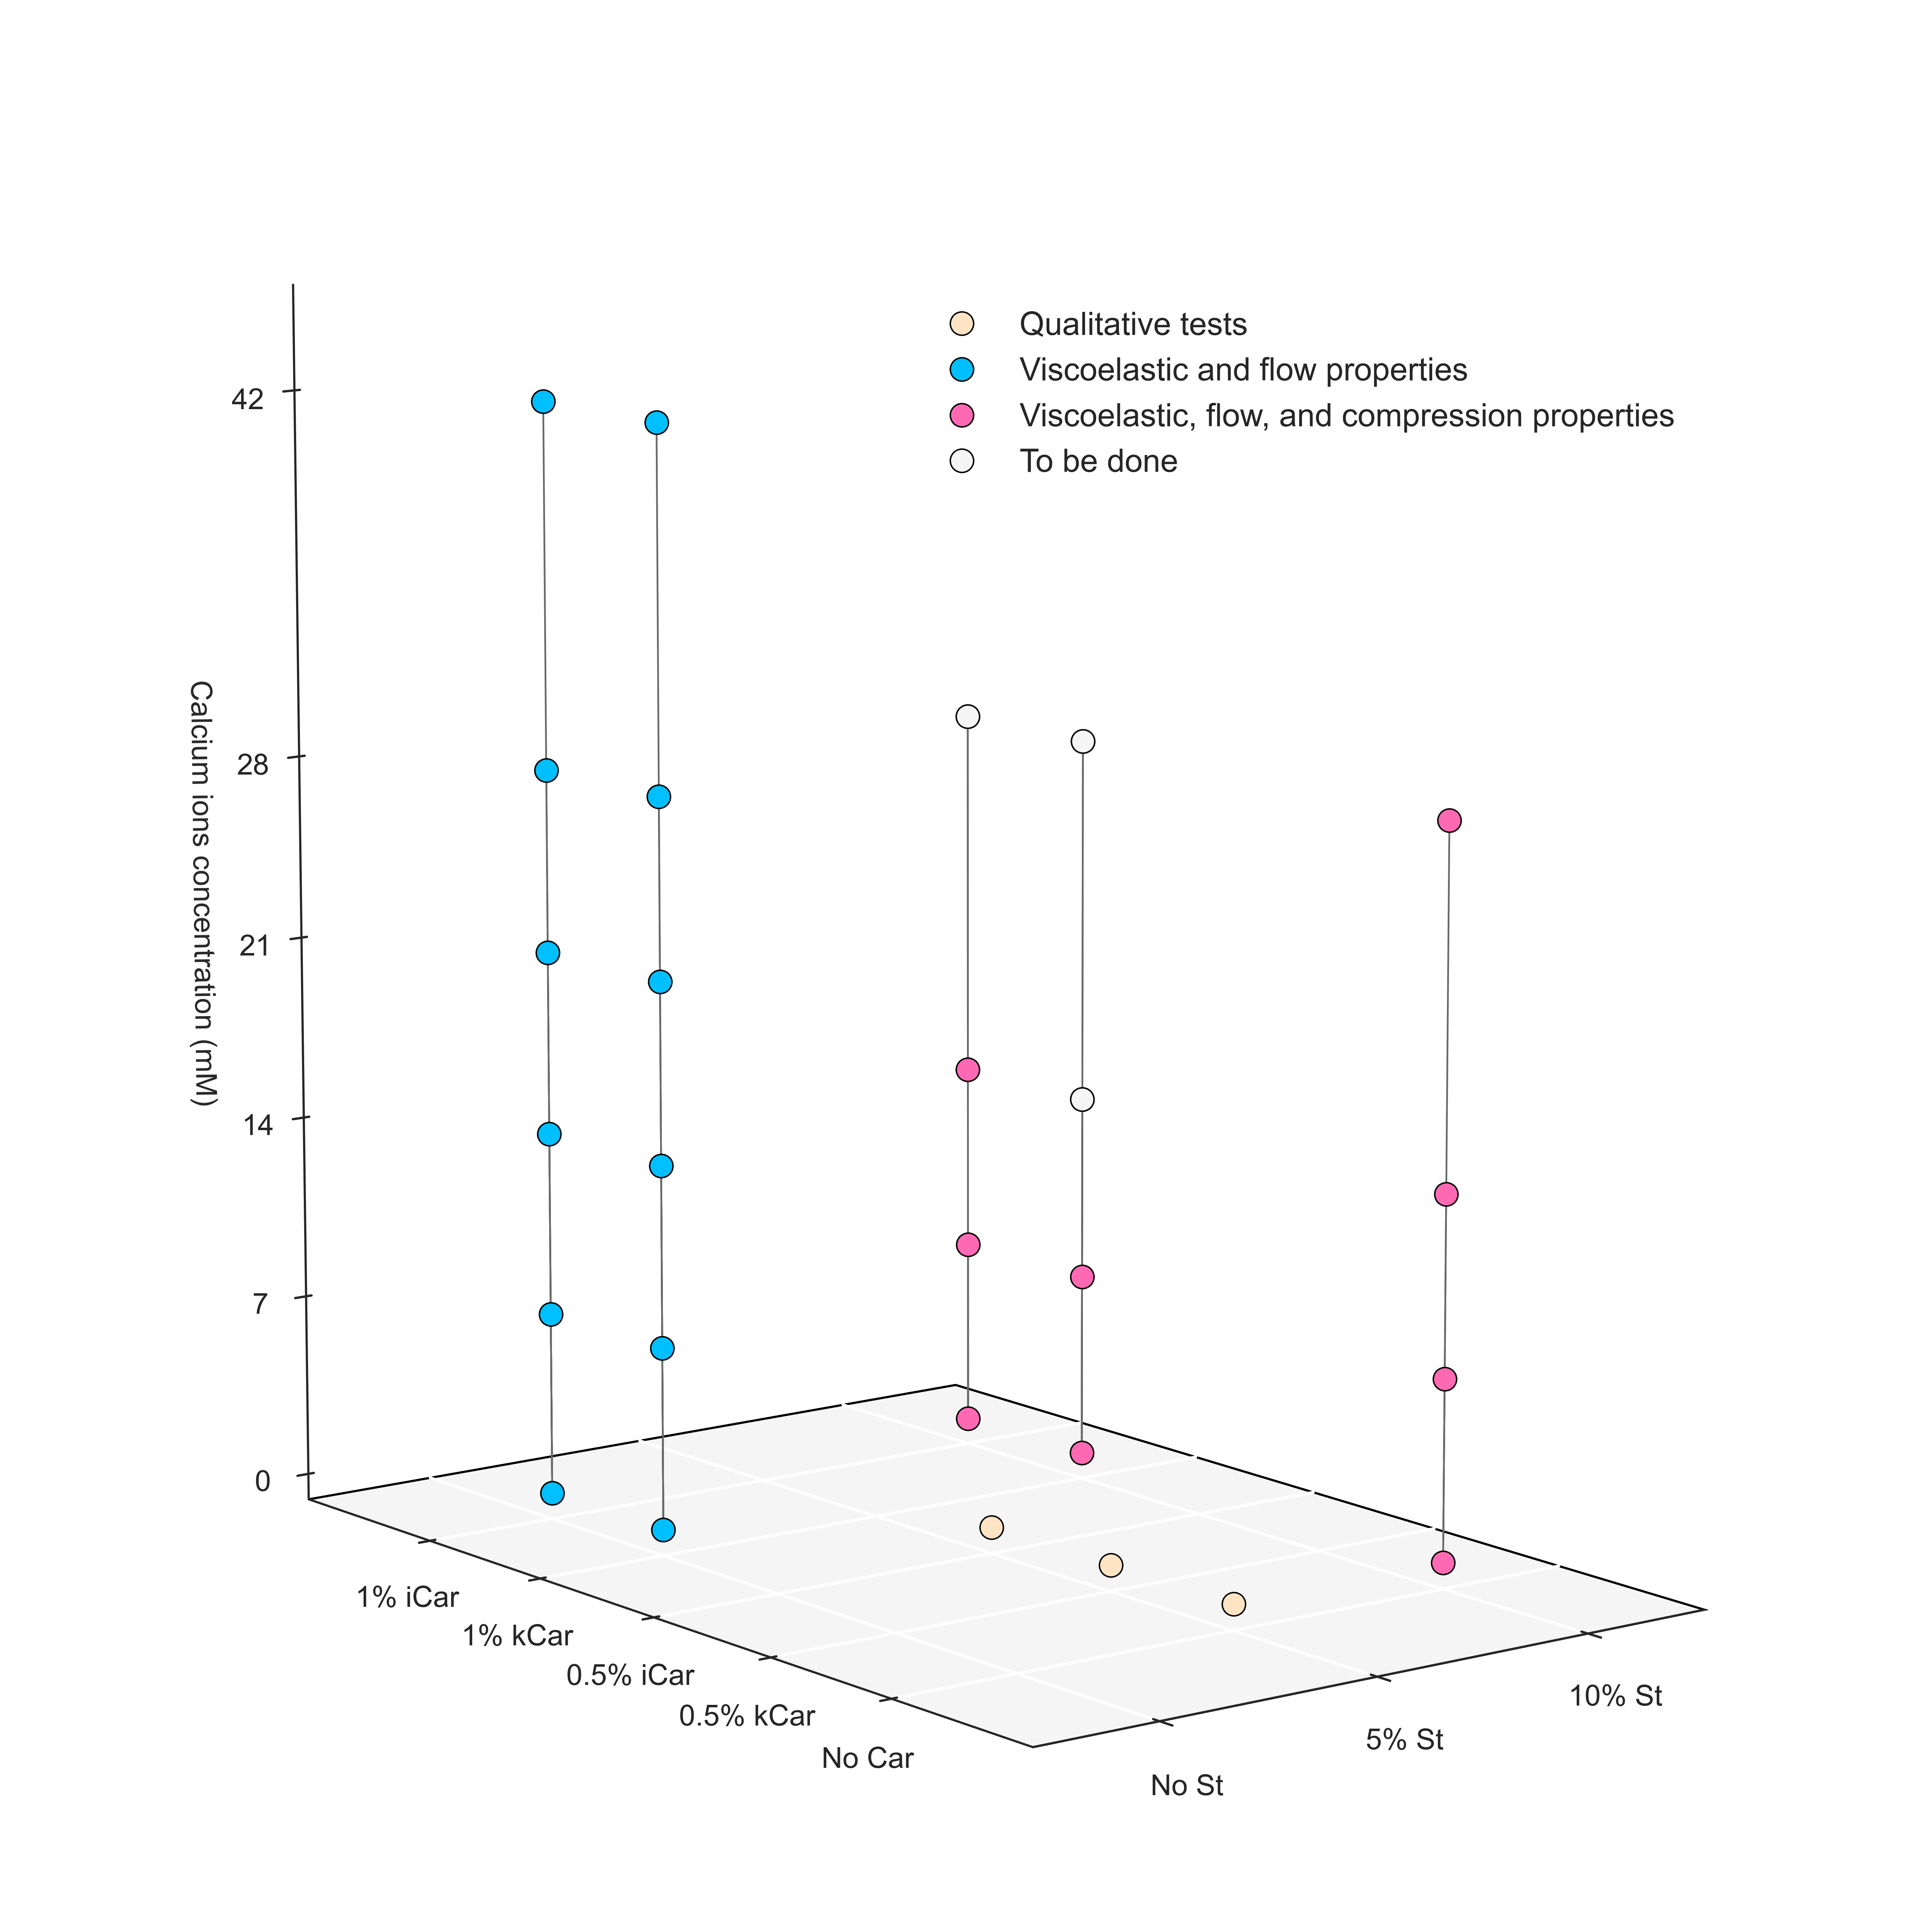 Qualitative tests
Viscoelastic and flow properties
Viscoelastic, flow, and compression properties
To be done
42
28
21
14
7
0
Calcium ions concentration (mM)
1% iCar
1% kCar
0.5% iCar
0.5% kCar
No Car
10% St
5% St
No St